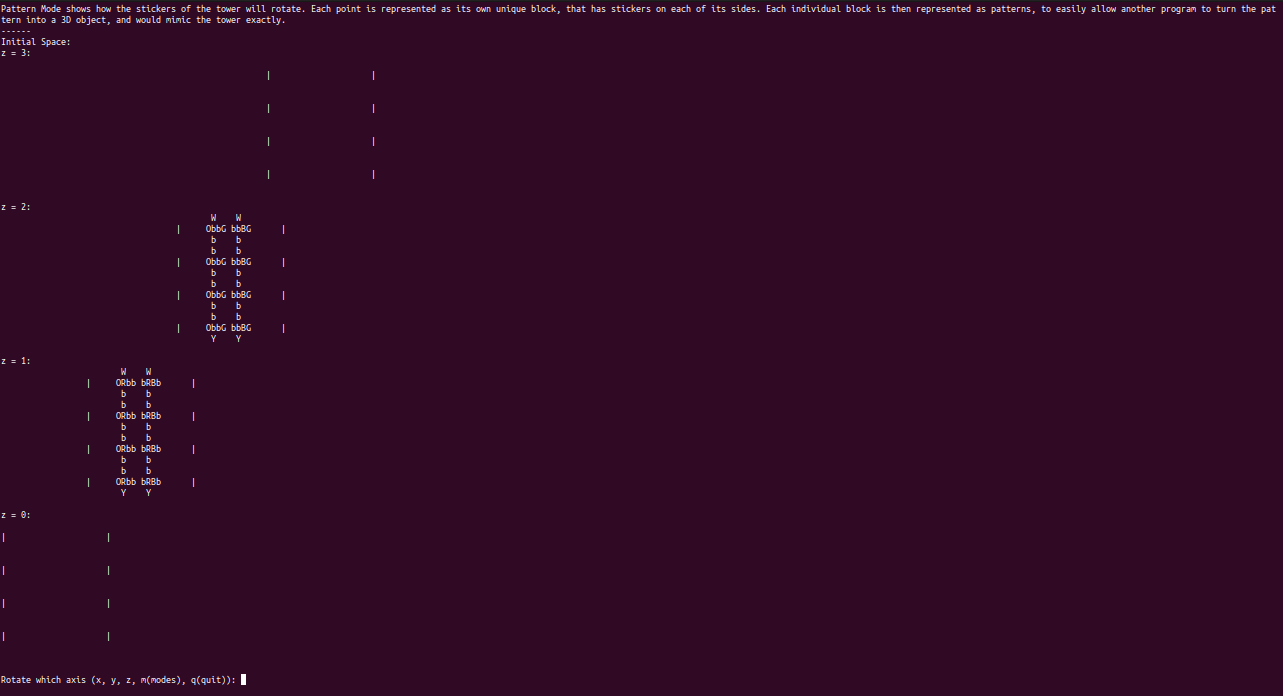 Pattern Mode shows how the stickers of the tower will rotate. Each point is represented as its own unique block, that has stickers on each of its sides. Each individual block is then represented as patterns, to easily allow another program to turn the pat
tern into a 3D object, and would mimic the tower exactly.
------
Initial Space:
z = 3:
| |
| |
| |
| |
z = 2:
W W
| ObbG bbBG |
b b
b b
| ObbG bbBG |
b b
b b
| ObbG bbBG |
b b
b b
| ObbG bbBG |
Y Y
z = 1:
W W
| ORbb bRBb |
b b
b b
| ORbb bRBb |
b b
b b
| ORbb bRBb |
b b
b b
| ORbb bRBb |
Y Y
z = 0:
| |
| |
| |
| |
Rotate which axis (x, y, z, m(modes), q(quit)):